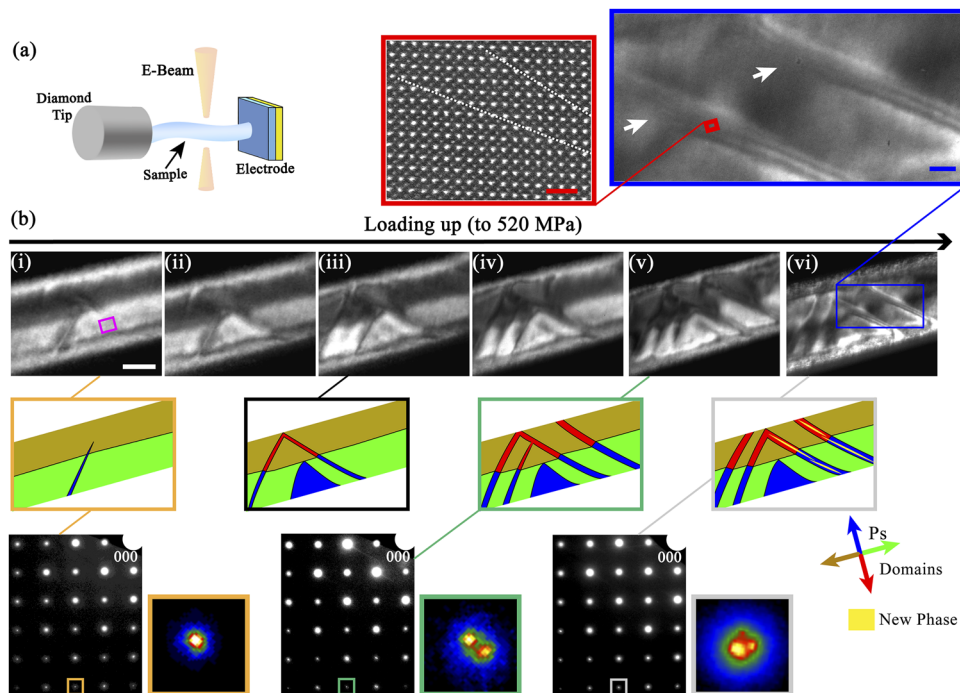 (a)
E-Beam
Diamond
Tip
Sample
Electrode
(b)
Loading up (to 520 MPa)
(i)
(ii)
(iii)
(iv)
(v)
(vi)
000
000
000
Ps
Domains
New Phase